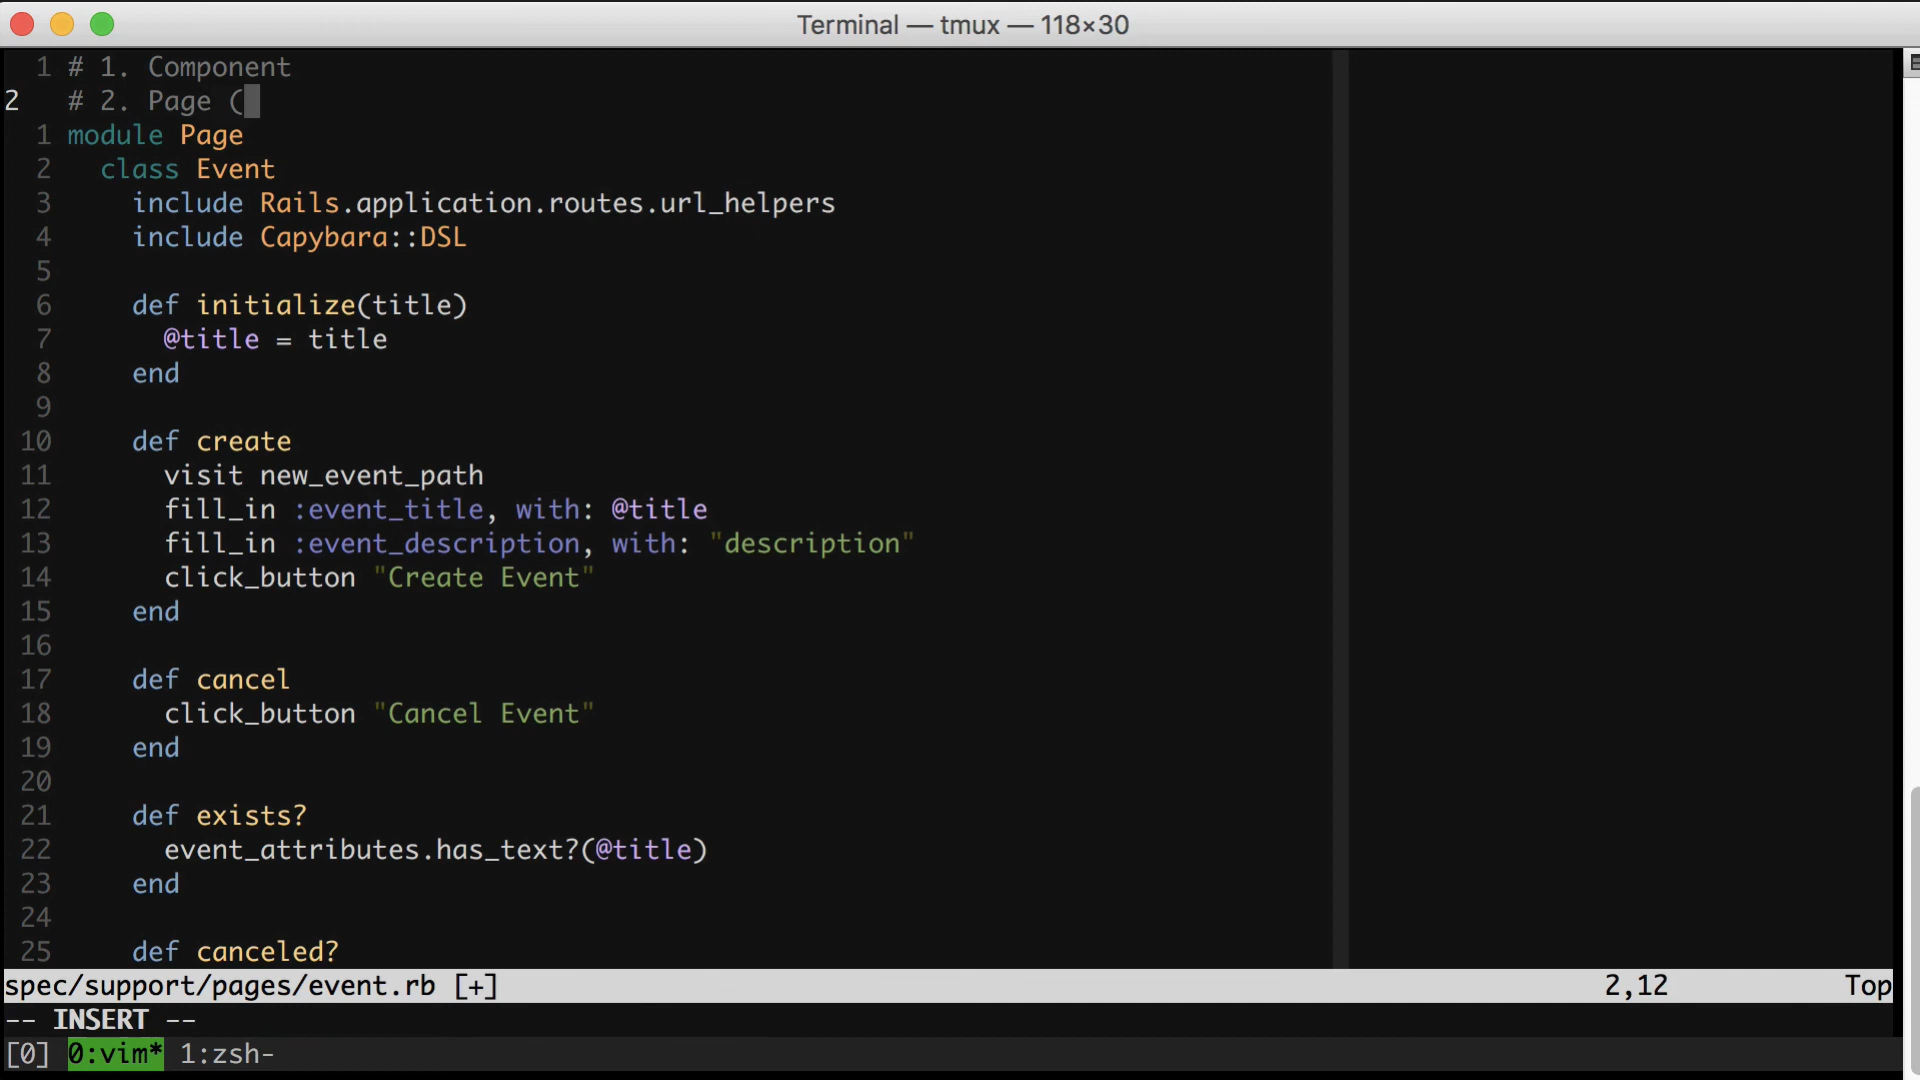 Terminal — tmux — 118×30
1 # 1. Component
2 # 2. Page (
1 module Page
2 class Event
3 include Rails.application.routes.url_helpers
4 include Capybara::DSL
5
6 def initialize(title)
7 @title = title
8 end
9
10 def create
11 visit new_event_path
12 fill_in :event_title, with: @title
13 fill_in :event_description, with: "description"
14 click_button "Create Event"
15 end
16
17 def cancel
18 click_button "Cancel Event"
19 end
20
21 def exists?
22 event_attributes.has_text?(@title)
23 end
24
25 def canceled?
spec/support/pages/event.rb [+] 2,12 Top
-- INSERT --
[0] 0:vim* 1:zsh-